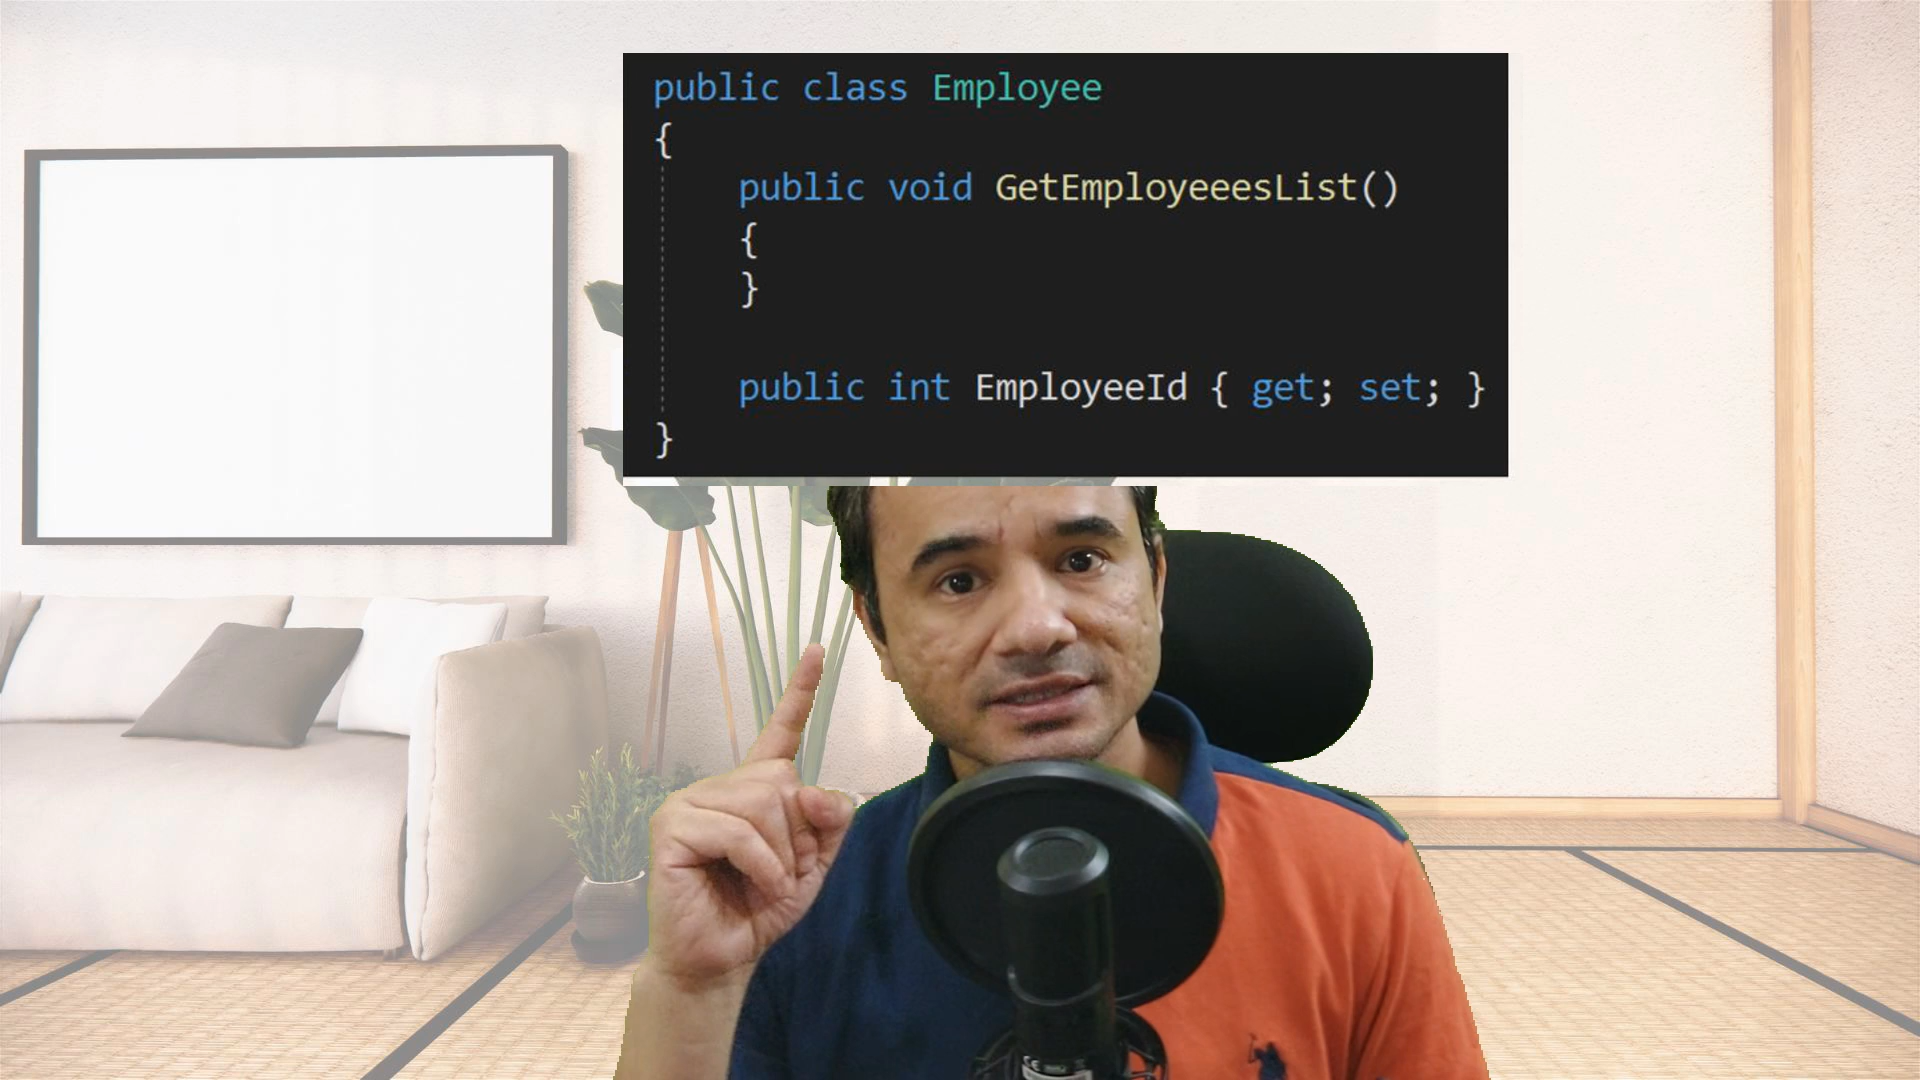 public class Employee
{
public void GetEmployeeesList()
{
}
public int EmployeeId { get; set; }
}